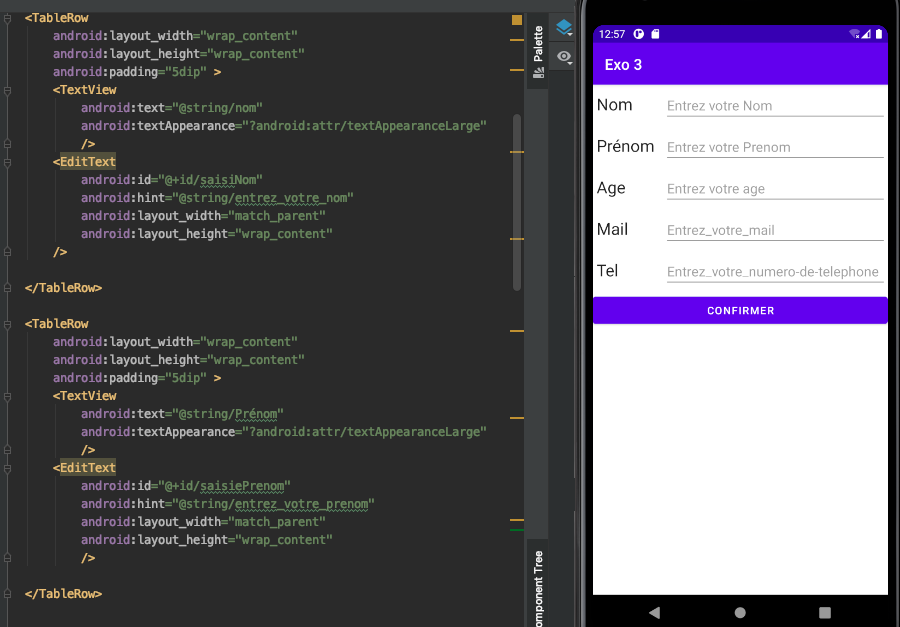 <TableRow
android:layout_width="wrap_content"
android:layout_height="wrap_content"
android:padding="5dip" >
<TextView
android:text="@string/nom"
android:textAppearance="?android:attr/textAppearanceLarge"
/>
<EditText
android:id="@+id/saisiNom"
android:hint="@string/entrez_votre_nom"
android:layout_width="match_parent"
android:layout_height="wrap_content"
/>
</TableRow>
<TableRow
android:layout_width="wrap_content"
android:layout_height="wrap_content"
android:padding="5dip" >
<TextView
android:text="@string/Prénom"
android:textAppearance="?android:attr/textAppearanceLarge"
/>
<EditText
android:id="@+id/saisiePrenom"
android:hint="@string/entrez_votre_prenom"
android:layout_width="match_parent"
android:layout_height="wrap_content"
/>
</TableRow>
Palette
omponent Tree
12:57
Exo 3
Nom Entrez votre Nom
Prénom Entrez votre Prenom
Age Entrez votre age
Mail Entrez_votre_mail
Tel Entrez_votre_numero-de-telephone
CONFIRMER